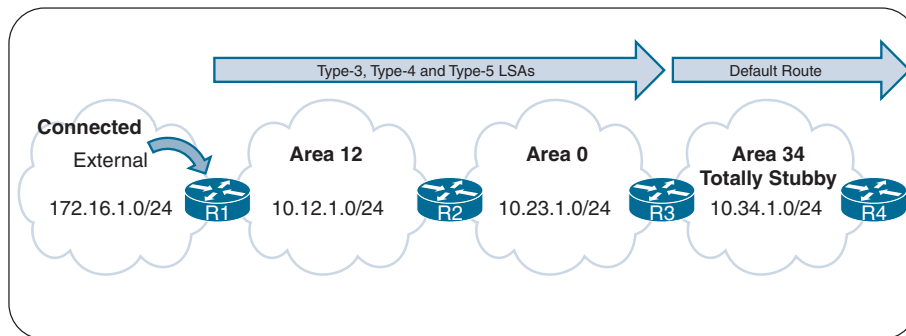 Type-3, Type-4 and Type-5 LSAs
Default Route
Connected
External
172.16.1.0/24
R1
Area 12
10.12.1.0/24
R2
Area 0
10.23.1.0/24
R3
Area 34
Totally Stubby
10.34.1.0/24
R4